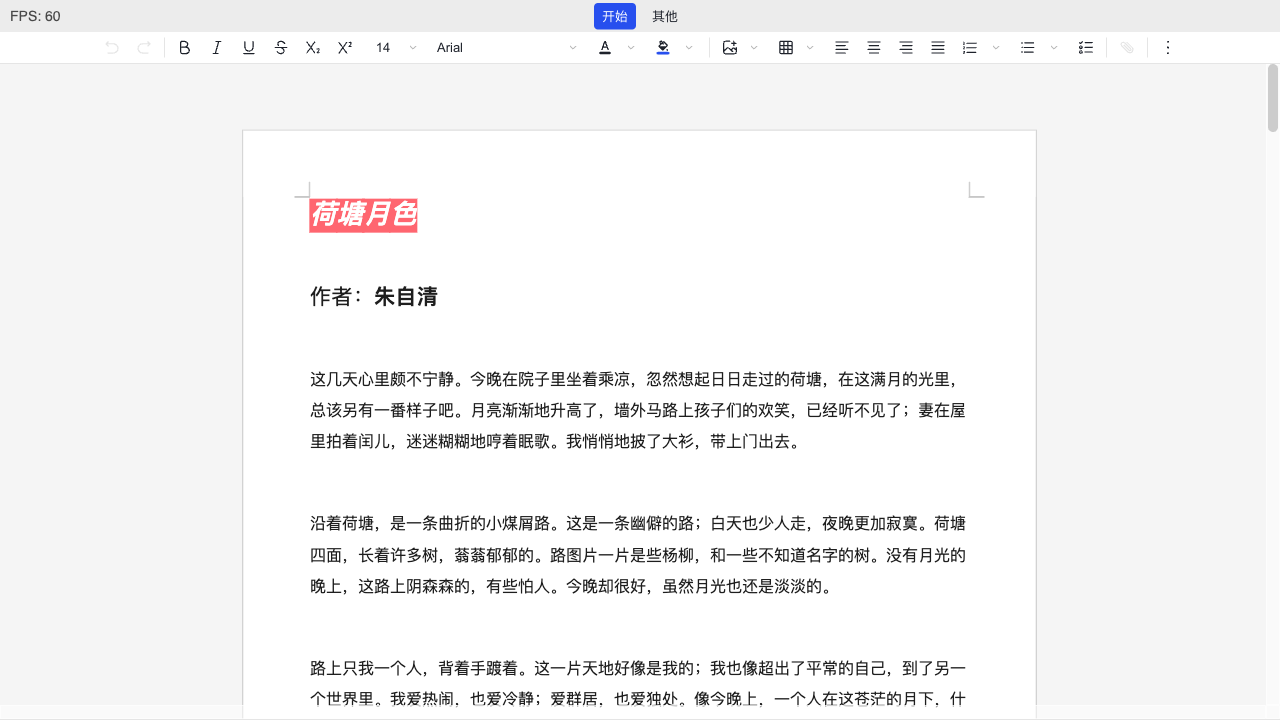 FPS: 60
开始 其他
14 Arial
荷塘月色
作者：朱自清
这几天心里颇不宁静。今晚在院子里坐着乘凉，忽然想起日日走过的荷塘，在这满月的光里，
总该另有一番样子吧。月亮渐渐地升高了，墙外马路上孩子们的欢笑，已经听不见了；妻在屋
里拍着闰儿，迷迷糊糊地哼着眠歌。我悄悄地披了大衫，带上门出去。
沿着荷塘，是一条曲折的小煤屑路。这是一条幽僻的路；白天也少人走，夜晚更加寂寞。荷塘
四面，长着许多树，蓊蓊郁郁的。路图片一片是些杨柳，和一些不知道名字的树。没有月光的
晚上，这路上阴森森的，有些怕人。今晚却很好，虽然月光也还是淡淡的。
路上只我一个人，背着手踱着。这一片天地好像是我的；我也像超出了平常的自己，到了另一
个世界里。我爱热闹，也爱冷静；爱群居，也爱独处。像今晚上，一个人在这苍茫的月下，什